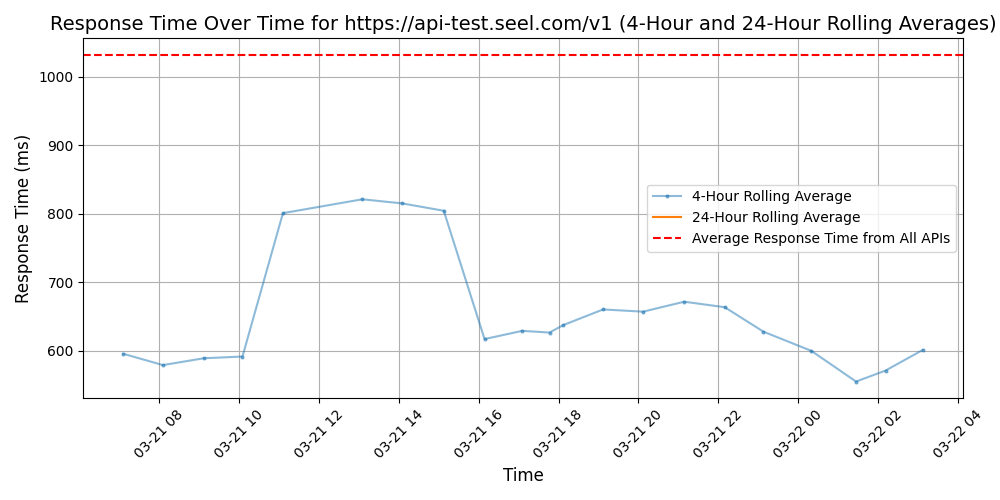 Response Time Over Time for https://api-test.seel.com/v1 (4-Hour and 24-Hour Rolling Averages)
Response Time (ms)
1000
900
800
700
600
4-Hour Rolling Average
24-Hour Rolling Average
Average Response Time from All APIs
03-21 08
03-21 10
03-21 12
03-21 14
03-21 16
03-21 18
03-21 20
03-21 22
03-22 00
03-22 02
03-22 04
Time